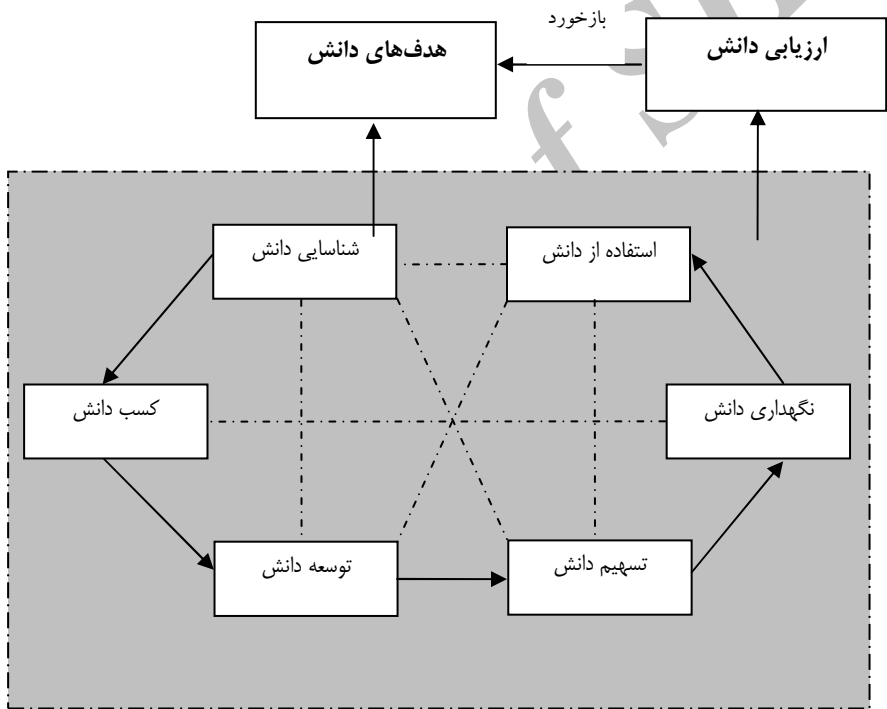 بازخورد
ارزیابی دانش
هدف‌های دانش
استفاده از دانش
شناسایی دانش
نگهداری دانش
کسب دانش
تسهیم دانش
توسعه دانش